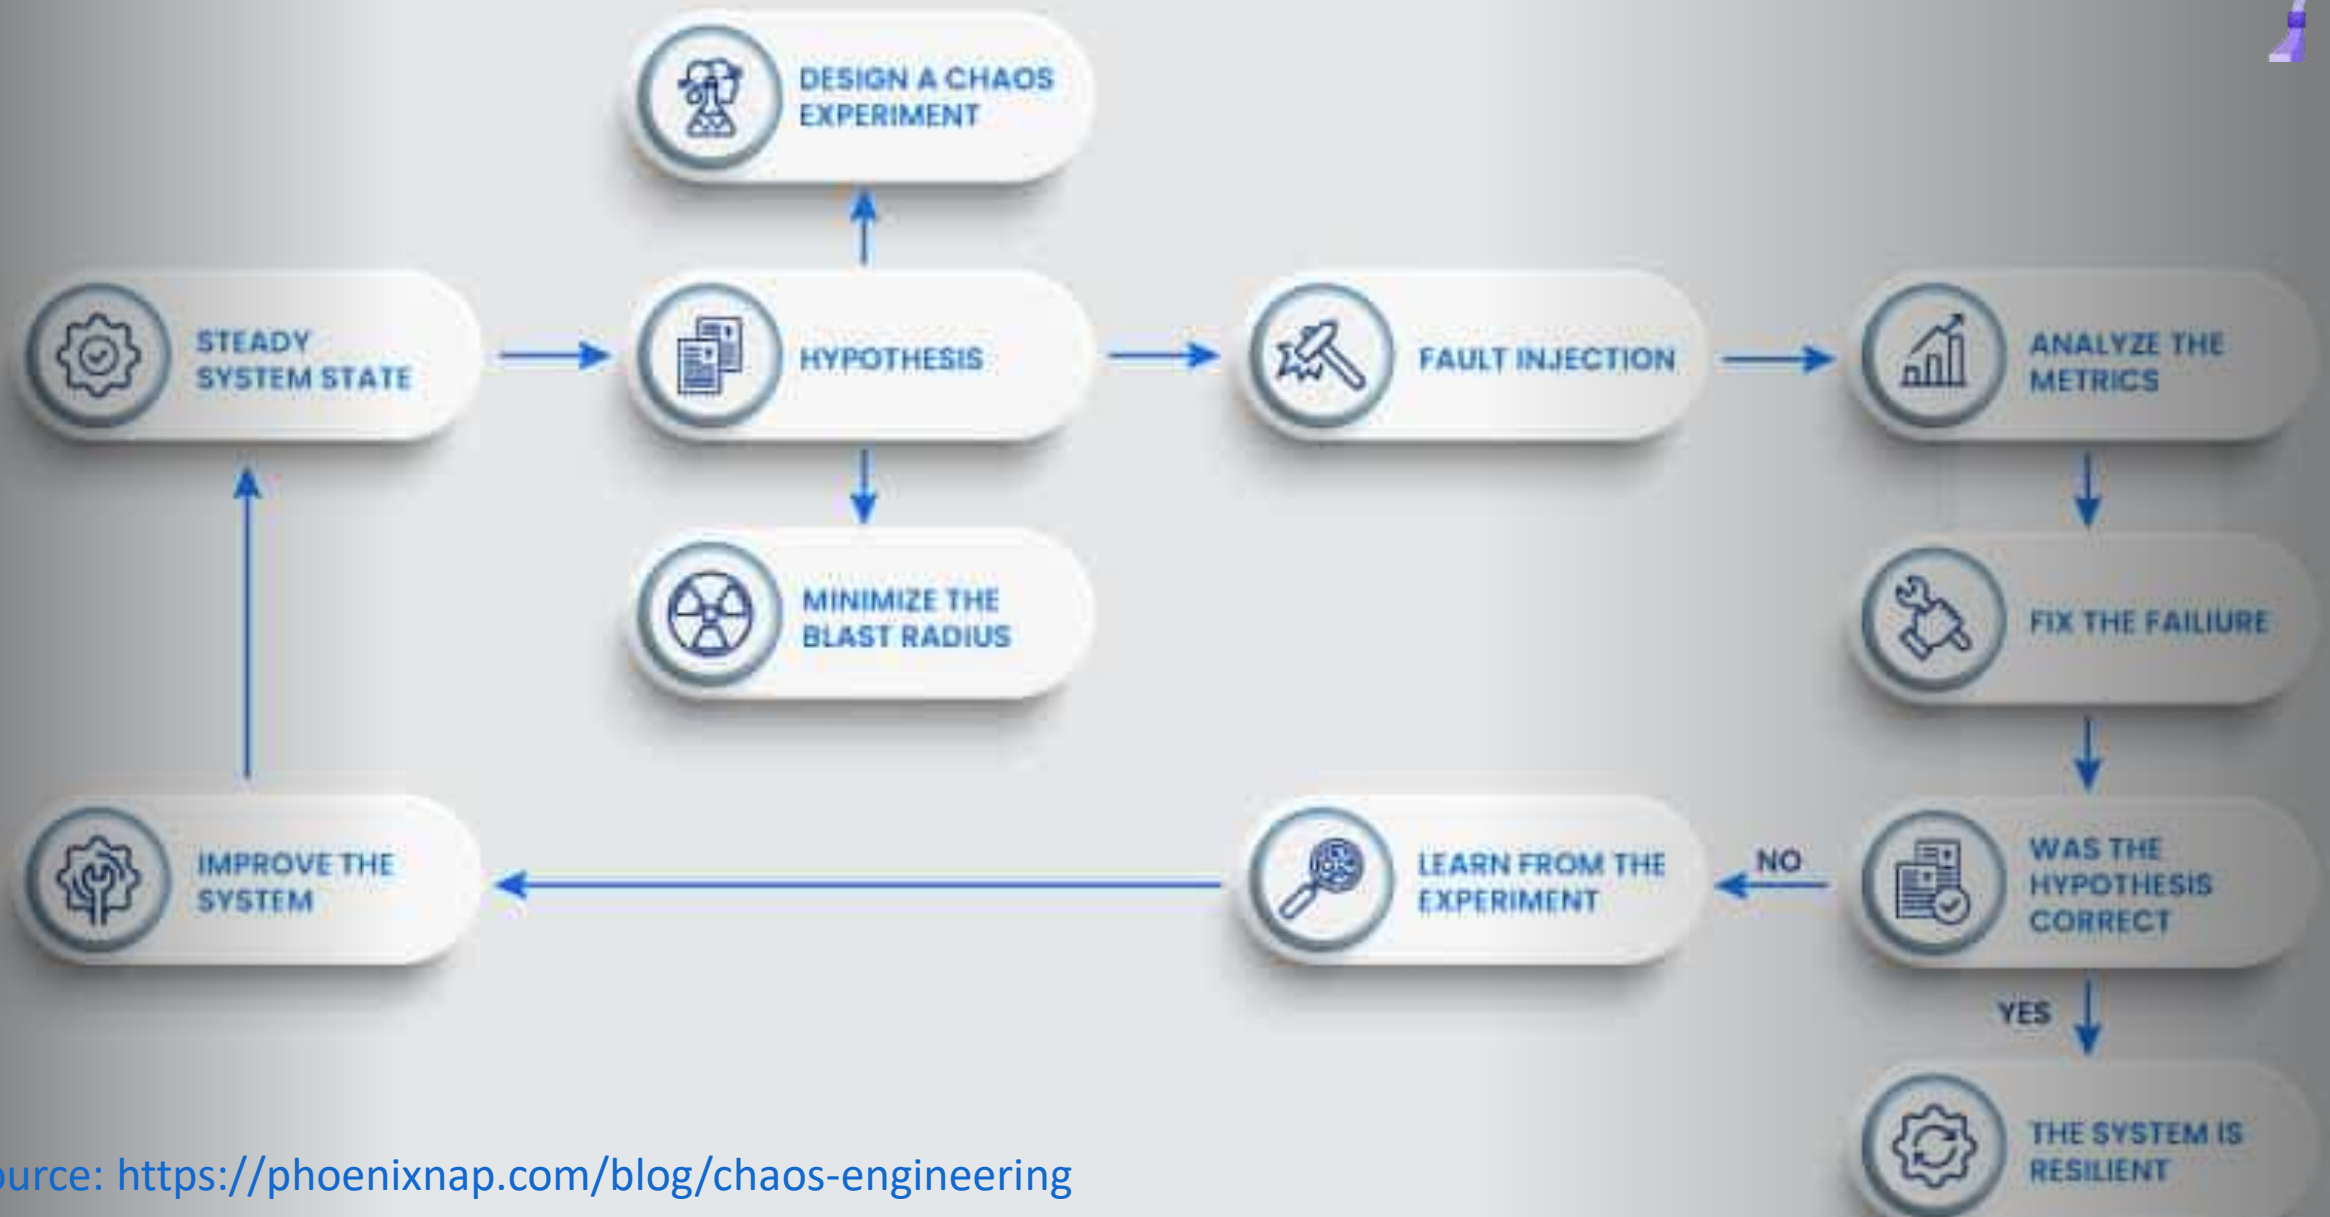 DESIGN A CHAOS
EXPERIMENT
STEADY
SYSTEM STATE
HYPOTHESIS
FAULT INJECTION
ANALYZE THE
METRICS
MINIMIZE THE
BLAST RADIUS
FIX THE FAILIURE
IMPROVE THE
SYSTEM
LEARN FROM THE
EXPERIMENT
NO
WAS THE
HYPOTHESIS
CORRECT
YES
THE SYSTEM IS
RESILIENT
ource: https://phoenixnap.com/blog/chaos-engineering